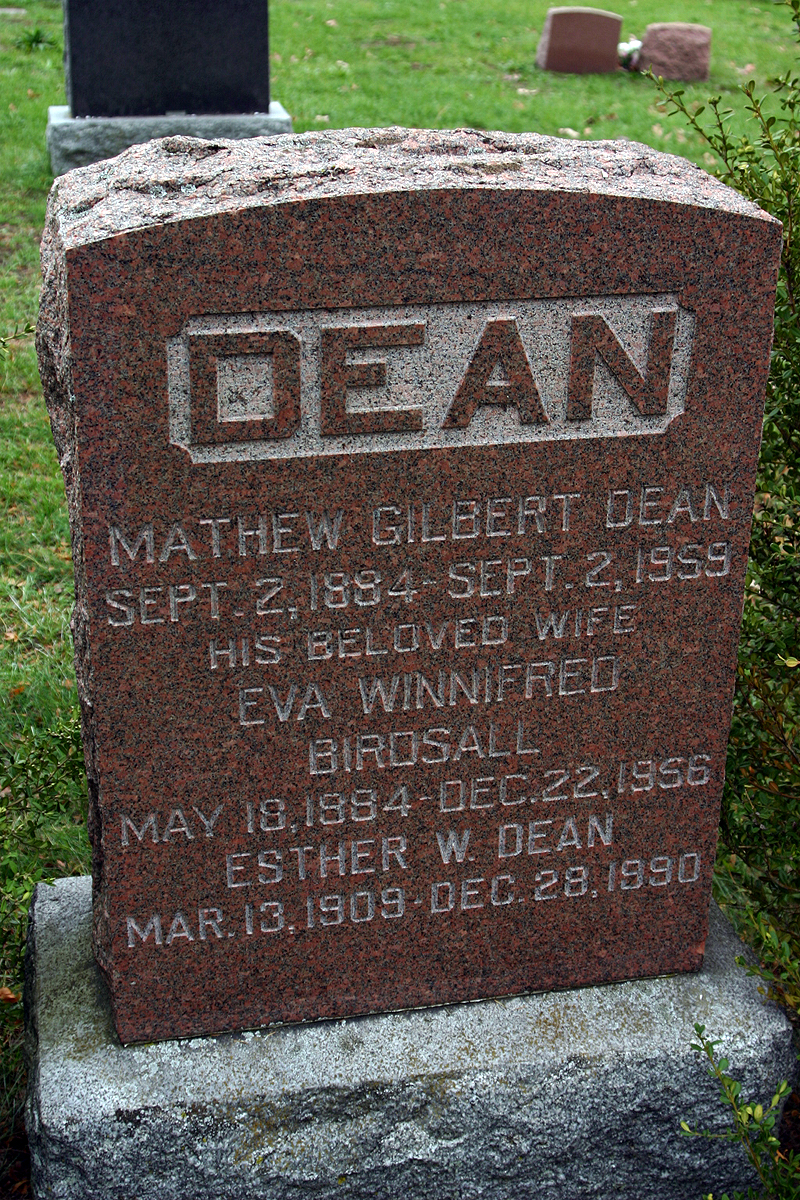 DEAN
MATHEW GILBERT DEAN
SEPT. 2, 1884 - SEPT. 2, 1959
HIS BELOVED WIFE
EVA WINNIFRED
BIRDSALL
MAY 18, 1884 - DEC. 22, 1956
ESTHER W. DEAN
MAR. 13, 1909 - DEC. 28, 1990